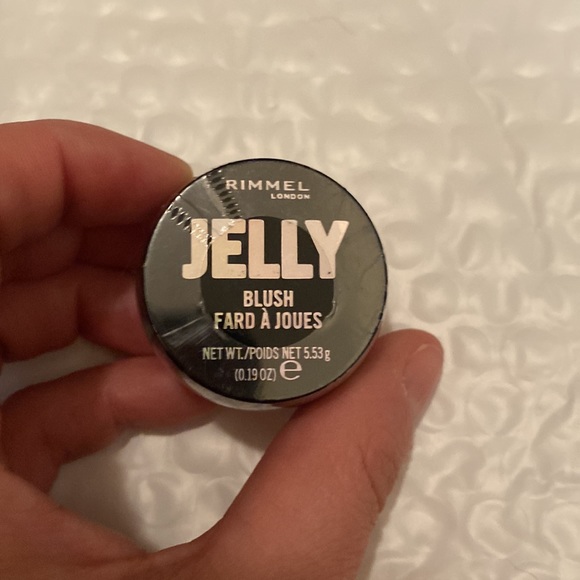 RIMMEL
LONDON
JELLY
BLUSH
FARD À JOUES
NET WT./POIDS NET 5.53g
(0.19 OZ) e